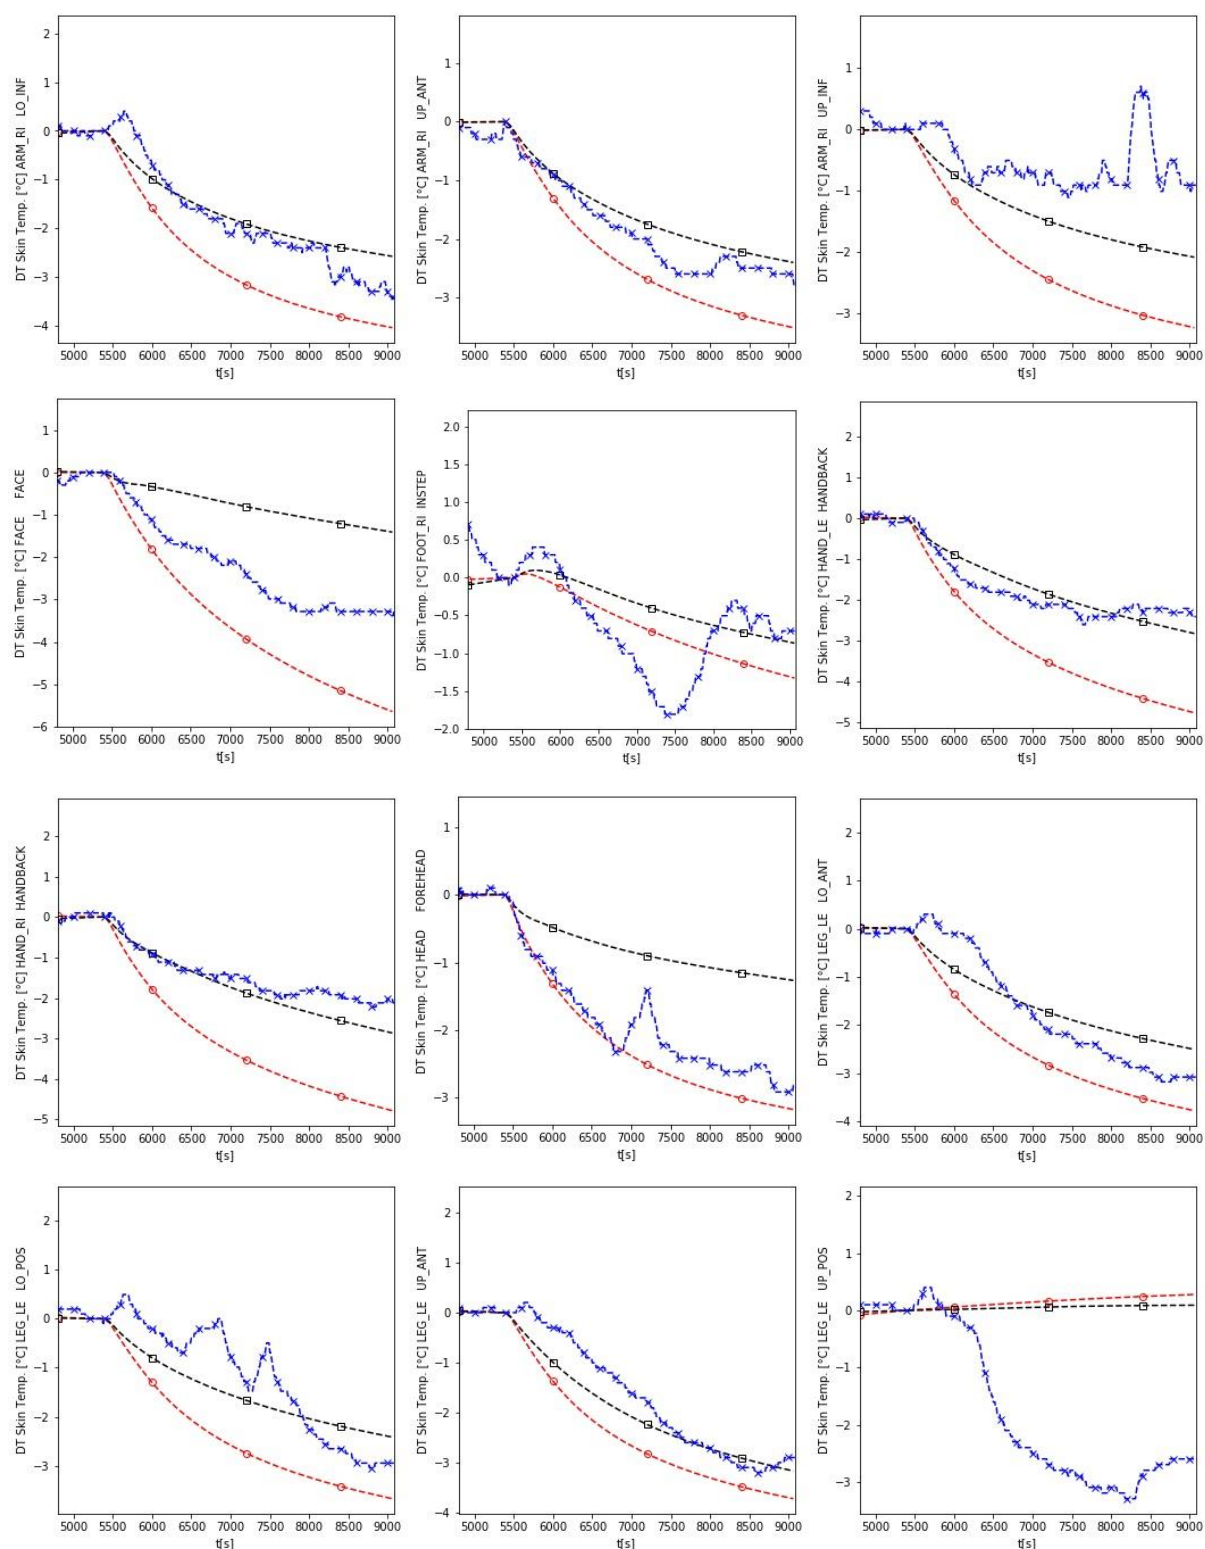 DT Skin Temp. [°C] ARM_RI LO_INF
2
1
0
−1
−2
−3
−4
5000 5500 6000 6500 7000 7500 8000 8500 9000
t[s]
DT Skin Temp. [°C] ARM_RI UP_ANT
1
0
−1
−2
−3
5000 5500 6000 6500 7000 7500 8000 8500 9000
t[s]
DT Skin Temp. [°C] ARM_RI UP_INF
1
0
−1
−2
−3
5000 5500 6000 6500 7000 7500 8000 8500 9000
t[s]
DT Skin Temp. [°C] FACE FACE
1
0
−1
−2
−3
−4
−5
−6
5000 5500 6000 6500 7000 7500 8000 8500 9000
t[s]
DT Skin Temp. [°C] FOOT_RI INSTEP
2.0
1.5
1.0
0.5
0.0
−0.5
−1.0
−1.5
−2.0
5000 5500 6000 6500 7000 7500 8000 8500 9000
t[s]
DT Skin Temp. [°C] HAND_LE HANDBACK
2
1
0
−1
−2
−3
−4
−5
5000 5500 6000 6500 7000 7500 8000 8500 9000
t[s]
DT Skin Temp. [°C] HAND_RI HANDBACK
2
1
0
−1
−2
−3
−4
−5
5000 5500 6000 6500 7000 7500 8000 8500 9000
t[s]
DT Skin Temp. [°C] HEAD FOREHEAD
1
0
−1
−2
−3
5000 5500 6000 6500 7000 7500 8000 8500 9000
t[s]
DT Skin Temp. [°C] LEG_LE LO_ANT
2
1
0
−1
−2
−3
−4
5000 5500 6000 6500 7000 7500 8000 8500 9000
t[s]
DT Skin Temp. [°C] LEG_LE LO_POS
2
1
0
−1
−2
−3
5000 5500 6000 6500 7000 7500 8000 8500 9000
t[s]
DT Skin Temp. [°C] LEG_LE UP_ANT
2
1
0
−1
−2
−3
−4
5000 5500 6000 6500 7000 7500 8000 8500 9000
t[s]
DT Skin Temp. [°C] LEG_LE UP_POS
2
1
0
−1
−2
−3
5000 5500 6000 6500 7000 7500 8000 8500 9000
t[s]